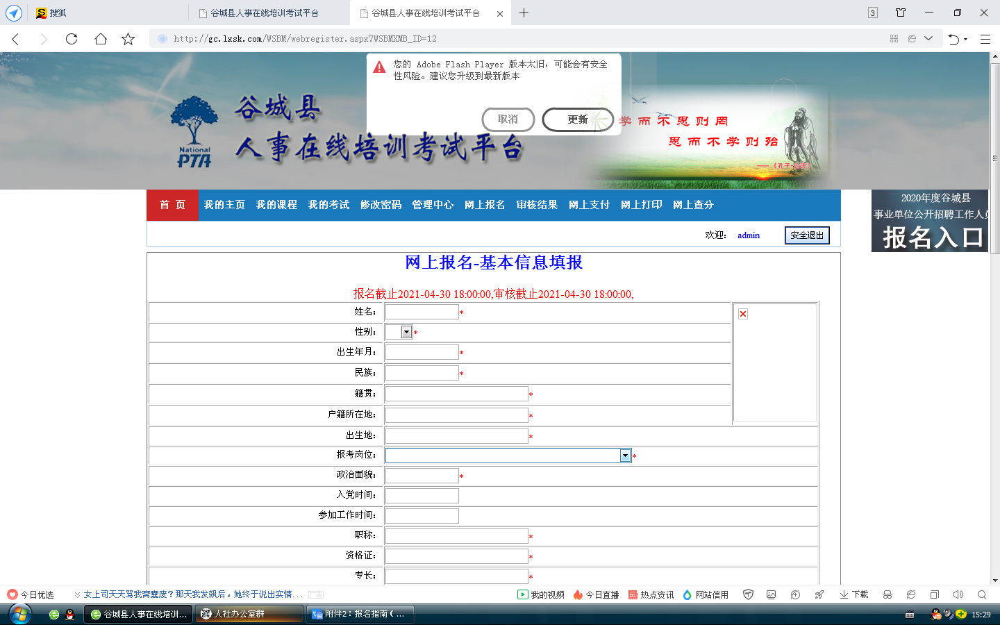 搜狐
谷城县人事在线培训考试平台
谷城县人事在线培训考试平台
3
http://gc.lxsk.com/WSBM/webregister.aspx?WSBMXMB_ID=12
您的 Adobe Flash Player 版本太旧，可能会有安全
性风险。建议您升级到最新版本
取消
更新
National
PTA
谷城县
人事在线培训考试平台
学而不思则罔
思而不学则殆
首 页
我的主页
我的课程
我的考试
修改密码
管理中心
网上报名
审核结果
网上支付
网上打印
网上查分
2020年度谷城县
事业单位公开招聘工作人员
报名入口
欢迎：
admin
安全退出
网上报名-基本信息填报
报名截止2021-04-30 18:00:00,审核截止2021-04-30 18:00:00,
姓名：
*
性别：
*
出生年月：
*
民族：
*
籍贯：
*
户籍所在地：
*
出生地：
*
报考岗位：
*
政治面貌：
*
入党时间：
参加工作时间：
职称：
*
资格证：
*
专长：
*
今日优选
女上司天天骂我窝囊废？那天我发飙后，她终于说出实情...
广告
我的视频
今日直播
热点资讯
网站信用
下载
谷城县人事在线培训...
人社办公室群
附件2：报名指南（...
15:29